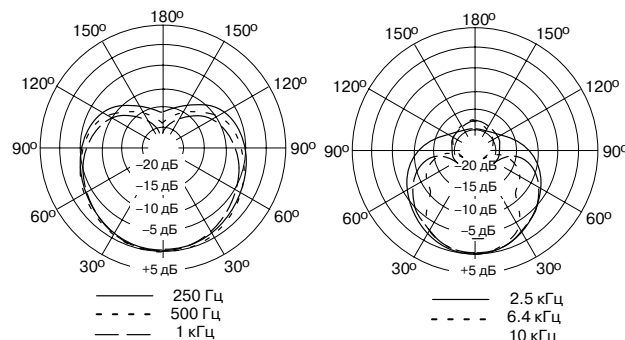 180º 180º
150º 150º 150º 150º
120º 120º 120º 120º
90º 90º 90º 90º
–20 дБ –20 дБ
–15 дБ –15 дБ
60º –10 дБ 60º 60º –10 дБ 60º
–5 дБ –5 дБ
30º 30º 30º 30º
+5 дБ +5 дБ
250 Гц 2.5 кГц
500 Гц 6.4 кГц
1 кГц 10 кГц